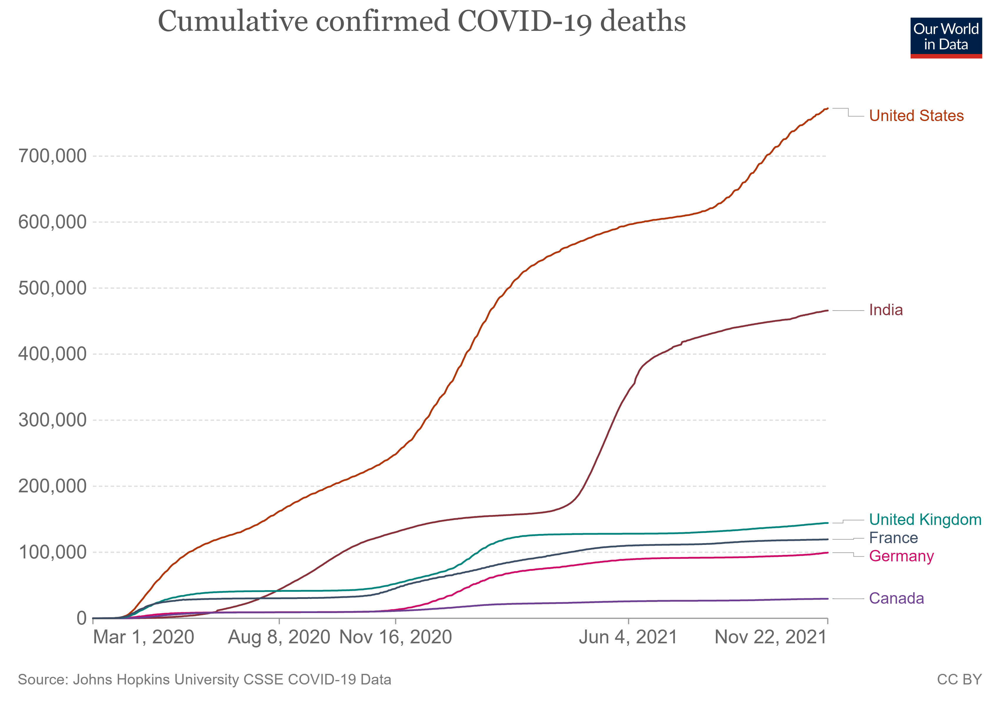 Cumulative confirmed COVID-19 deaths
Our World
in Data
United States
700,000
600,000
500,000
India
400,000
300,000
200,000
United Kingdom
France
100,000
Germany
Canada
0
Mar 1, 2020 Aug 8, 2020 Nov 16, 2020 Jun 4, 2021 Nov 22, 2021
Source: Johns Hopkins University CSSE COVID-19 Data CC BY